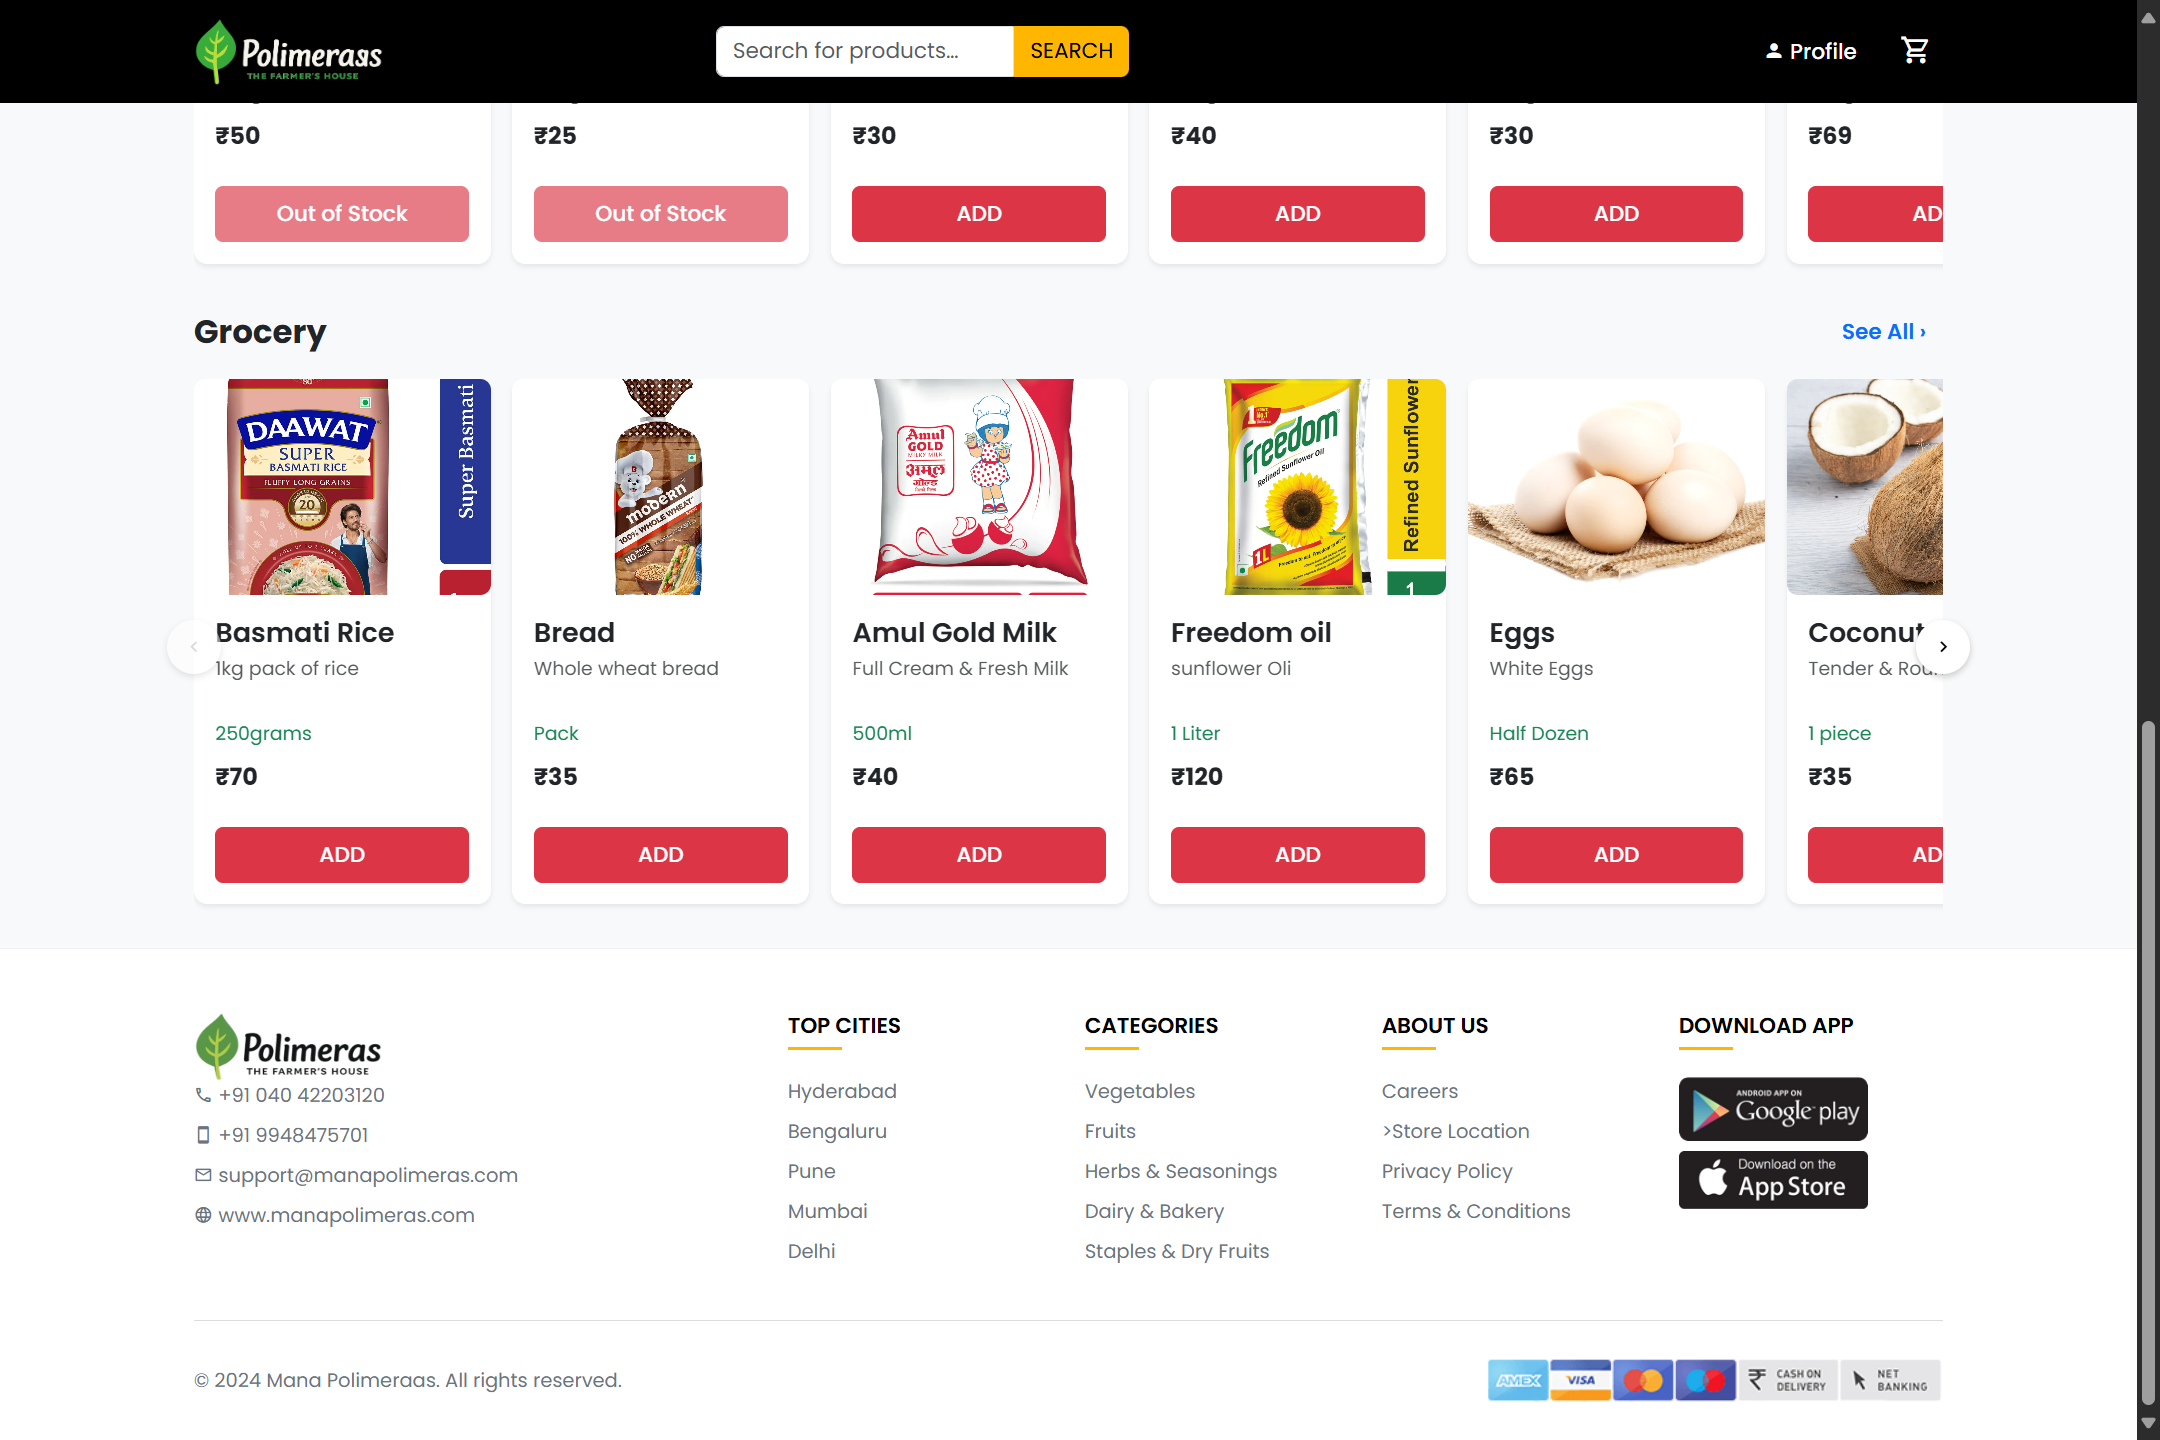 Polimeraas
THE FARMER'S HOUSE
Search for products...
SEARCH
Profile
₹50
₹25
₹30
₹40
₹30
₹69
Out of Stock
Out of Stock
ADD
ADD
ADD
AD
Grocery
See All ›
DAAWAT
SUPER
BASMATI RICE
FLUFFY LONG GRAINS
20
Super Basmati
modern
100% WHOLE WHEAT
Amul
GOLD
MILKY MILK
अमूल
गोल्ड
Freedom
Refined Sunflower Oil
1L
Refined Sunflower
1
Basmati Rice
1kg pack of rice
250grams
₹70
ADD
Bread
Whole wheat bread
Pack
₹35
ADD
Amul Gold Milk
Full Cream & Fresh Milk
500ml
₹40
ADD
Freedom oil
sunflower Oli
1 Liter
₹120
ADD
Eggs
White Eggs
Half Dozen
₹65
ADD
Coconut
Tender & Rou
1 piece
₹35
AD
Polimeras
THE FARMER'S HOUSE
+91 040 42203120
+91 9948475701
support@manapolimeras.com
www.manapolimeras.com
TOP CITIES
Hyderabad
Bengaluru
Pune
Mumbai
Delhi
CATEGORIES
Vegetables
Fruits
Herbs & Seasonings
Dairy & Bakery
Staples & Dry Fruits
ABOUT US
Careers
>Store Location
Privacy Policy
Terms & Conditions
DOWNLOAD APP
ANDROID APP ON
Google play
Download on the
App Store
© 2024 Mana Polimeraas. All rights reserved.
AMEX
VISA
₹ CASH ON
DELIVERY
NET
BANKING